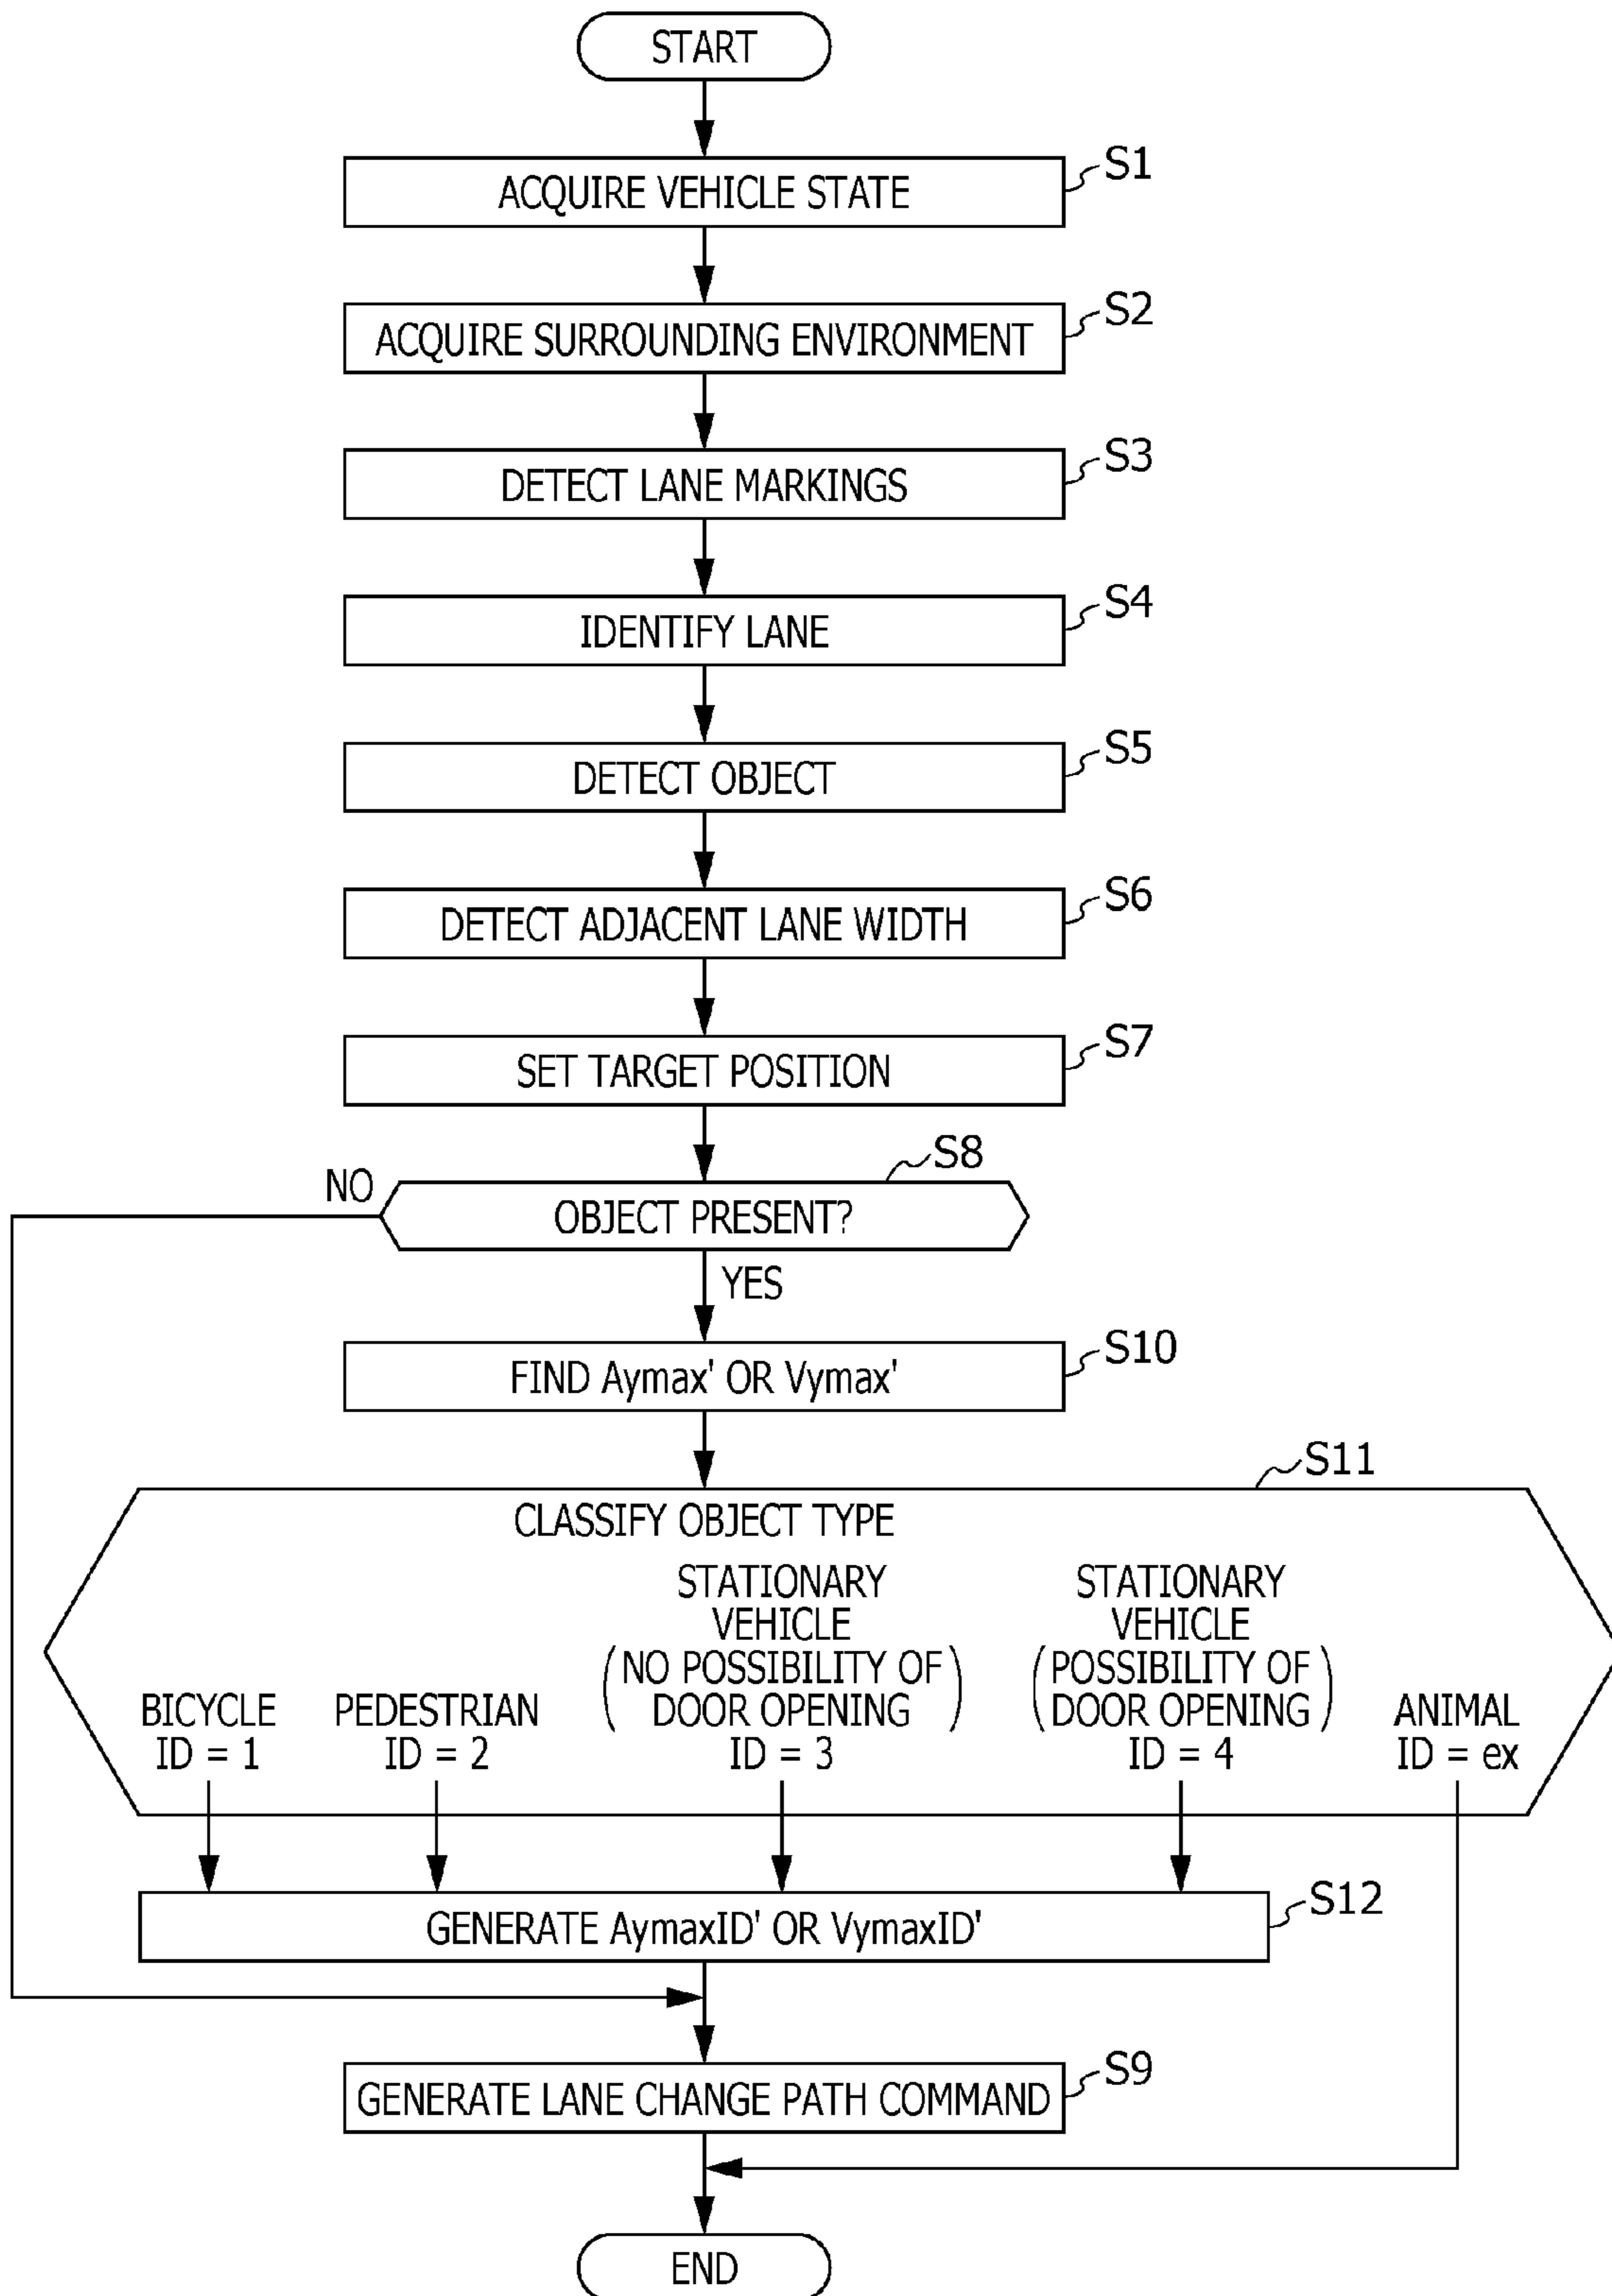 START
S1
ACQUIRE VEHICLE STATE
S2
ACQUIRE SURROUNDING ENVIRONMENT
S3
DETECT LANE MARKINGS
S4
IDENTIFY LANE
S5
DETECT OBJECT
S6
DETECT ADJACENT LANE WIDTH
S7
SET TARGET POSITION
S8
NO
OBJECT PRESENT?
YES
S10
FIND Aymax' OR Vymax'
S11
CLASSIFY OBJECT TYPE
BICYCLE
ID = 1
PEDESTRIAN
ID = 2
STATIONARY
VEHICLE
(NO POSSIBILITY OF
DOOR OPENING)
ID = 3
STATIONARY
VEHICLE
(POSSIBILITY OF
DOOR OPENING)
ID = 4
ANIMAL
ID = ex
S12
GENERATE AymaxID' OR VymaxID'
S9
GENERATE LANE CHANGE PATH COMMAND
END